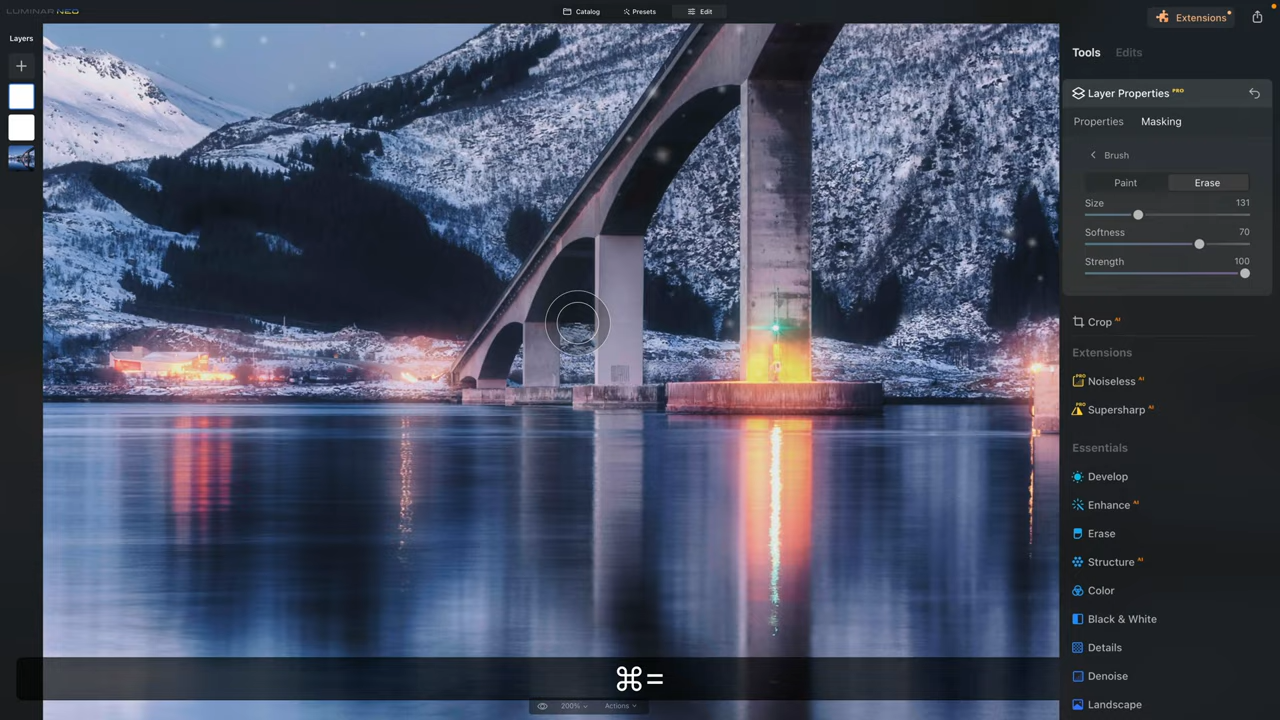 LUMINAR NEO
Catalog
Presets
Edit
Extensions
Layers
Tools Edits
Layer Properties PRO
Properties Masking
Brush
Paint Erase
Size 131
Softness 70
Strength 100
Crop AI
Extensions
PRO Noiseless AI
PRO Supersharp AI
Essentials
Develop
Enhance AI
Erase
Structure AI
Color
Black & White
Details
Denoise
Landscape
⌘=
200%
Actions